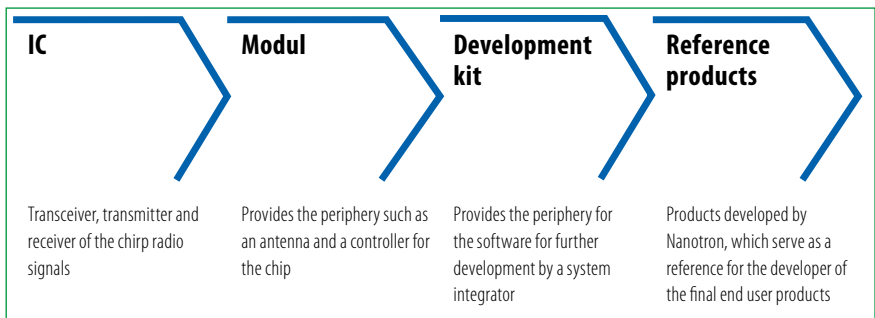 IC
Transceiver, transmitter and
receiver of the chirp radio
signals
Modul
Provides the periphery such as
an antenna and a controller for
the chip
Development
kit
Provides the periphery for
the software for further
development by a system
integrator
Reference
products
Products developed by
Nanotron, which serve as a
reference for the developer of
the final end user products